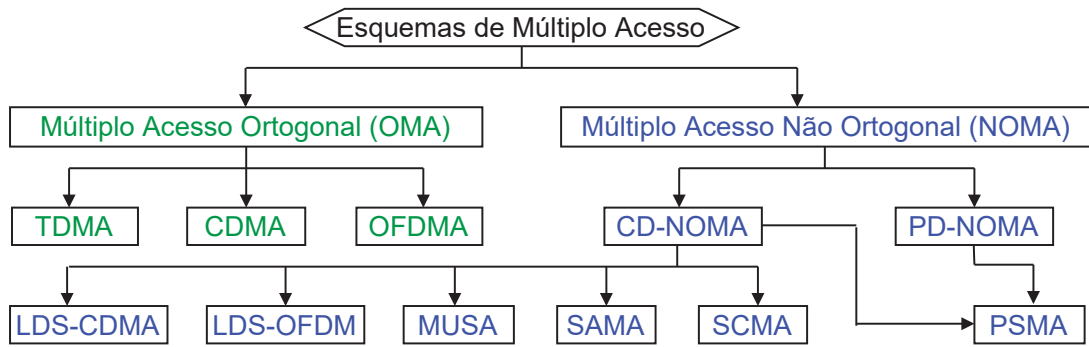 Esquemas de Múltiplo Acesso
Múltiplo Acesso Ortogonal (OMA)
Múltiplo Acesso Não Ortogonal (NOMA)
TDMA
CDMA
OFDMA
CD-NOMA
PD-NOMA
LDS-CDMA
LDS-OFDM
MUSA
SAMA
SCMA
PSMA